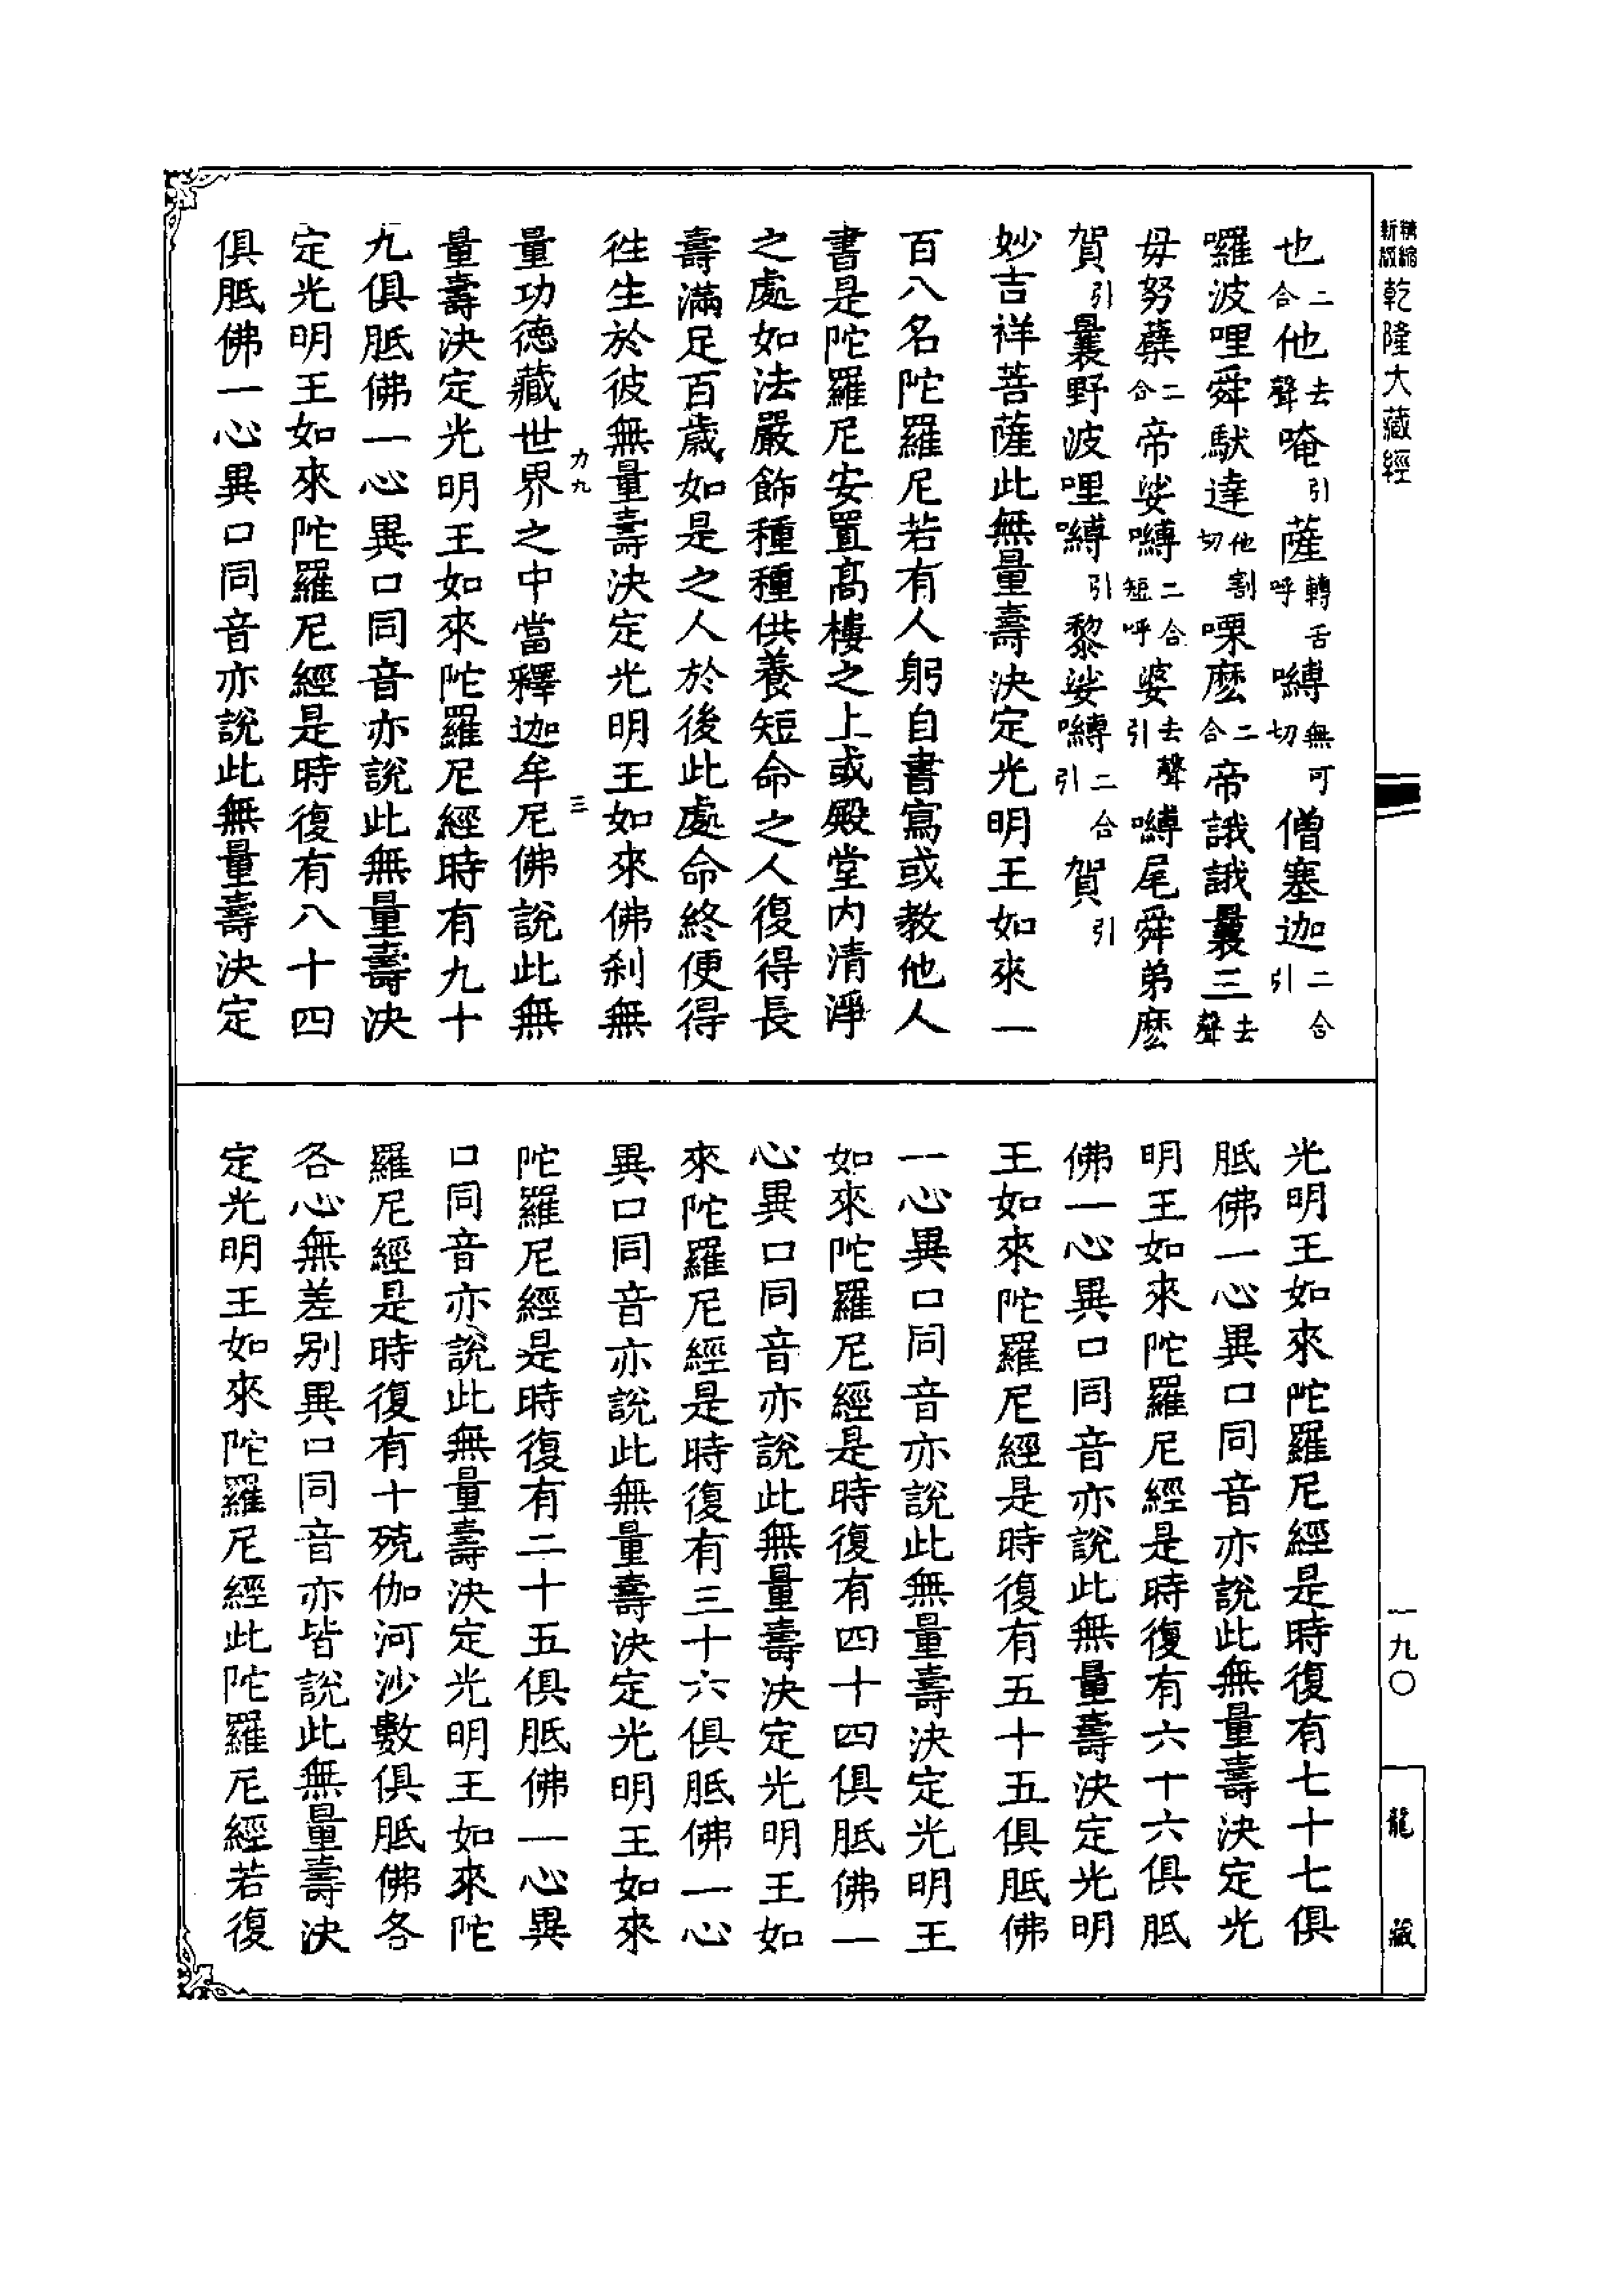 新版精縮乾隆大藏經
一九〇
龍藏
也二合他去聲唵引薩轉舌呼嚩無可切僧塞迦二合引
囉波哩舜馱達他割切㗚麽二合帝誐誐曩三去聲
毋努蘗二合帝娑嚩二合短呼婆去聲引嚩尾舜弟麽
賀引曩野波哩嚩引黎娑嚩二合引賀引
妙吉祥菩薩此無量壽決定光明王如來一
百八名陀羅尼若有人躬自書寫或教他人
書是陀羅尼安置高樓之上或殿堂内清淨
之處如法嚴飾種種供養短命之人復得長
壽滿足百歲如是之人於後此處命終便得
徃生於彼無量壽決定光明王如來佛刹無
力九
三
量功德藏世界之中當釋迦牟尼佛說此無
量壽決定光明王如來陀羅尼經時有九十
九俱胝佛一心異口同音亦說此無量壽決
定光明王如來陀羅尼經是時復有八十四
俱胝佛一心異口同音亦說此無量壽決定
光明王如來陀羅尼經是時復有七十七俱
胝佛一心異口同音亦說此無量壽決定光
明王如來陀羅尼經是時復有六十六俱胝
佛一心異口同音亦說此無量壽決定光明
王如來陀羅尼經是時復有五十五俱胝佛
一心異口同音亦說此無量壽決定光明王
如來陀羅尼經是時復有四十四俱胝佛一
心異口同音亦說此無量壽決定光明王如
來陀羅尼經是時復有三十六俱胝佛一心
異口同音亦說此無量壽決定光明王如來
陀羅尼經是時復有二十五俱胝佛一心異
口同音亦說此無量壽決定光明王如來陀
羅尼經是時復有十殑伽河沙數俱胝佛各
各心無差别異口同音亦皆說此無量壽決
定光明王如來陀羅尼經此陀羅尼經若復